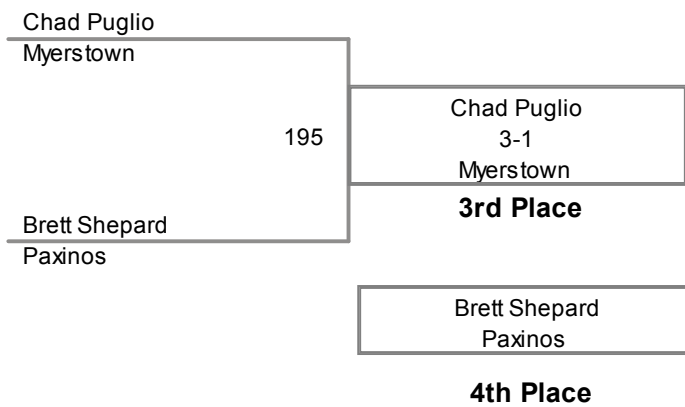 Chad Puglio
Myerstown
195
Chad Puglio
3-1
Myerstown
3rd Place
Brett Shepard
Paxinos
Brett Shepard
Paxinos
4th Place